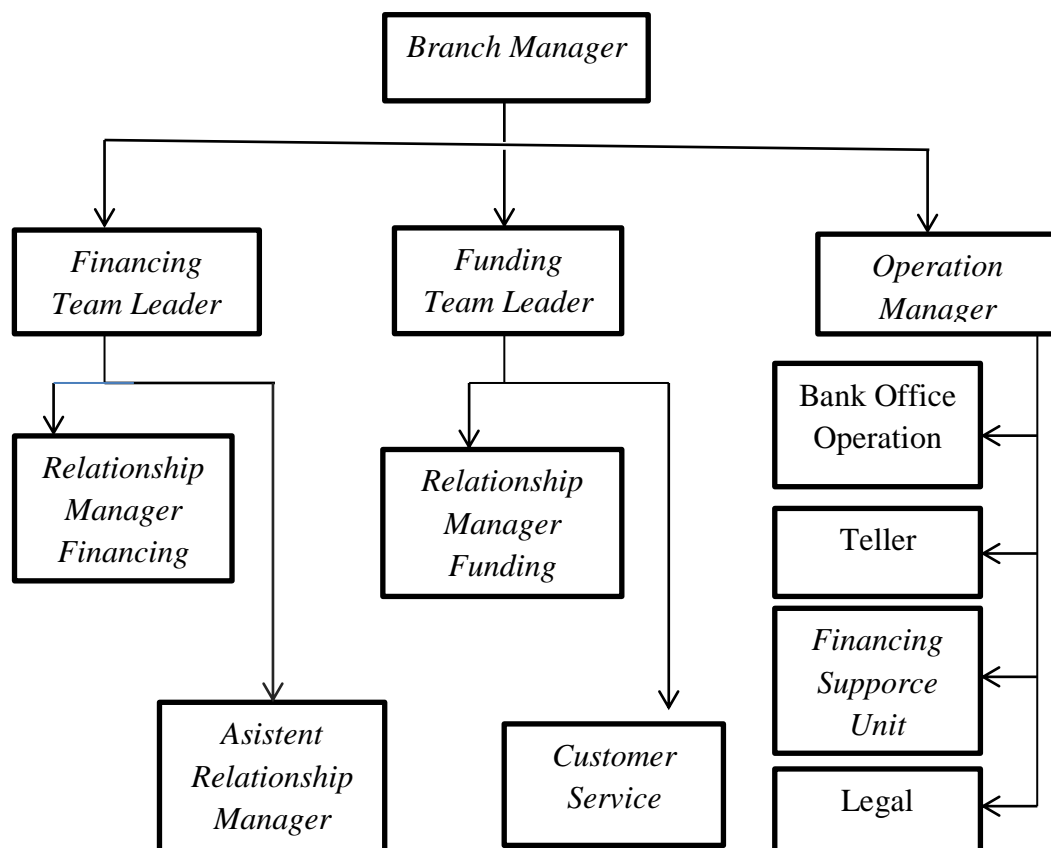 Branch Manager
Financing
Team Leader
Funding
Team Leader
Operation
Manager
Relationship
Manager
Financing
Relationship
Manager
Funding
Bank Office
Operation
Teller
Financing
Supporce
Unit
Asistent
Relationship
Manager
Customer
Service
Legal